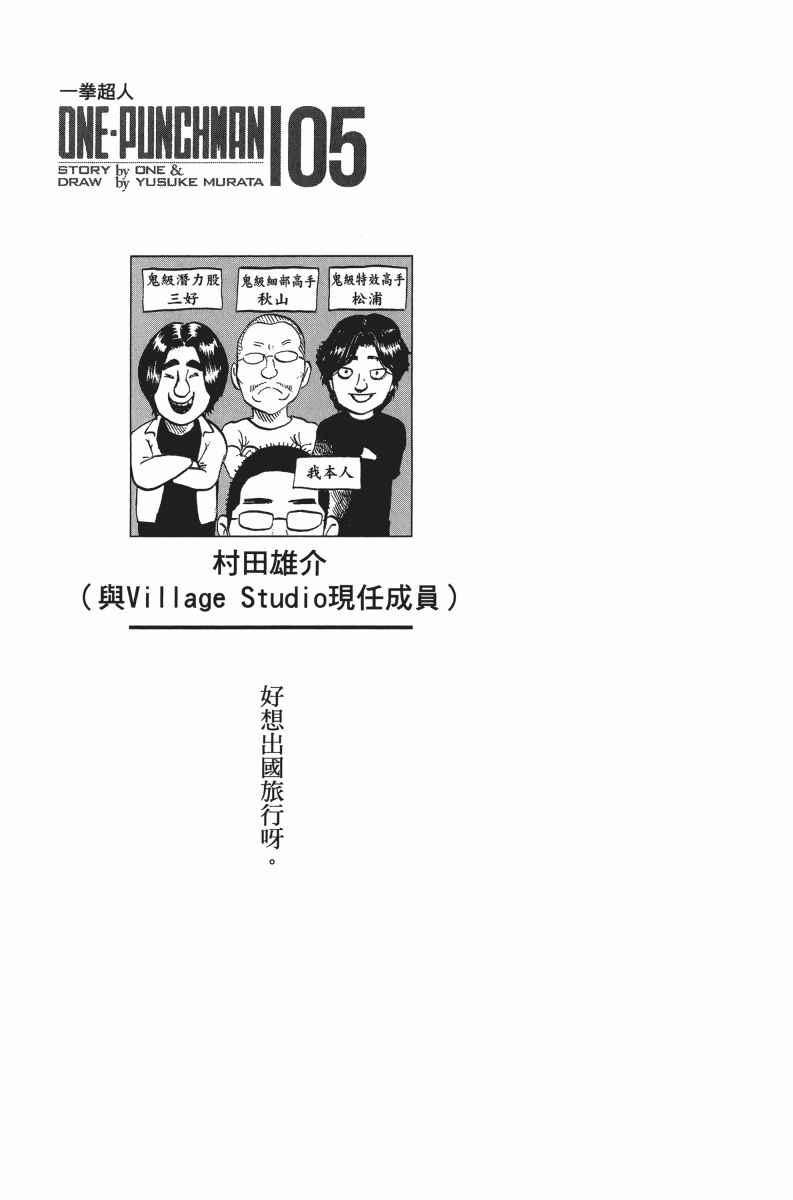 一拳超人
ONE-PUNCHMAN 105
STORY by ONE &
DRAW by YUSUKE MURATA
鬼級潛力股
三好
鬼級細部高手
秋山
鬼級特效高手
松浦
我本人
村田雄介
（與Village Studio現任成員）
好想出國旅行呀。